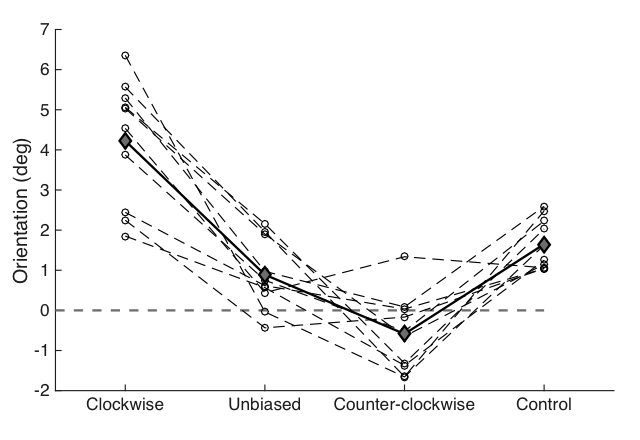 7
6
5
4
3
2
1
0
-1
-2
Orientation (deg)
Clockwise
Unbiased
Counter-clockwise
Control